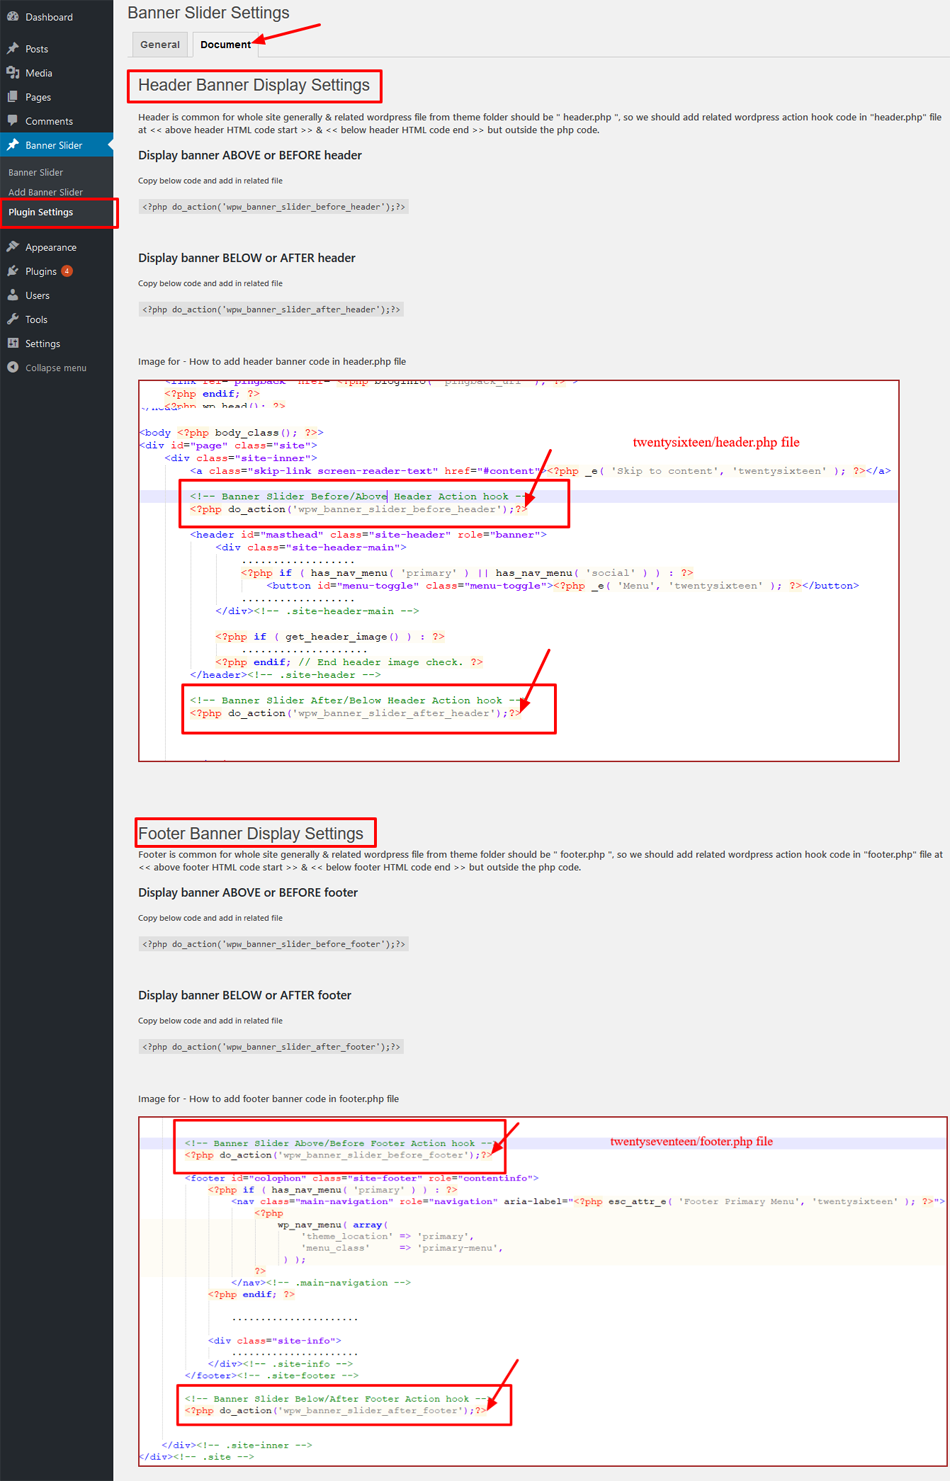 Dashboard
Posts
Media
Pages
Comments
Banner Slider
Banner Slider
Add Banner Slider
Plugin Settings
Appearance
Plugins 4
Users
Tools
Settings
Collapse menu
Banner Slider Settings
General Document
Header Banner Display Settings
Header is common for whole site generally & related wordpress file from theme folder should be " header.php ", so we should add related wordpress action hook code in "header.php" file
at << above header HTML code start >> & << below header HTML code end >> but outside the php code.
Display banner ABOVE or BEFORE header
Copy below code and add in related file
<?php do_action('wpw_banner_slider_before_header');?>
Display banner BELOW or AFTER header
Copy below code and add in related file
<?php do_action('wpw_banner_slider_after_header');?>
Image for - How to add header banner code in header.php file
<link rel="pingback" href="<?php bloginfo( 'pingback_url' ); ?>">
<?php endif; ?>
<?php wp_head(); ?>
</head>
<body <?php body_class(); ?>>
twentysixteen/header.php file
<div id="page" class="site">
<div class="site-inner">
<a class="skip-link screen-reader-text" href="#content"><?php _e( 'Skip to content', 'twentysixteen' ); ?></a>
<!-- Banner Slider Before/Above Header Action hook --
<?php do_action('wpw_banner_slider_before_header');?>
<header id="masthead" class="site-header" role="banner">
<div class="site-header-main">
..................
<?php if ( has_nav_menu( 'primary' ) || has_nav_menu( 'social' ) ) : ?>
<button id="menu-toggle" class="menu-toggle"><?php _e( 'Menu', 'twentysixteen' ); ?></button>
..................
</div><!-- .site-header-main -->
<?php if ( get_header_image() ) : ?>
....................
<?php endif; // End header image check. ?>
</header><!-- .site-header -->
<!-- Banner Slider After/Below Header Action hook --
<?php do_action('wpw_banner_slider_after_header');?>
Footer Banner Display Settings
Footer is common for whole site generally & related wordpress file from theme folder should be " footer.php ", so we should add related wordpress action hook code in "footer.php" file at
<< above footer HTML code start >> & << below footer HTML code end >> but outside the php code.
Display banner ABOVE or BEFORE footer
Copy below code and add in related file
<?php do_action('wpw_banner_slider_before_footer');?>
Display banner BELOW or AFTER footer
Copy below code and add in related file
<?php do_action('wpw_banner_slider_after_footer');?>
Image for - How to add footer banner code in footer.php file
<!-- Banner Slider Above/Before Footer Action hook -- twentyseventeen/footer.php file
<?php do_action('wpw_banner_slider_before_footer');?>
<footer id="colophon" class="site-footer" role="contentinfo">
<?php if ( has_nav_menu( 'primary' ) ) : ?>
<nav class="main-navigation" role="navigation" aria-label="<?php esc_attr_e( 'Footer Primary Menu', 'twentysixteen' ); ?>">
<?php
wp_nav_menu( array(
'theme_location' => 'primary',
'menu_class' => 'primary-menu',
) );
?>
</nav><!-- .main-navigation -->
<?php endif; ?>
......................
<div class="site-info">
......................
</div><!-- .site-info -->
</footer><!-- .site-footer -->
<!-- Banner Slider Below/After Footer Action hook --
<?php do_action('wpw_banner_slider_after_footer');?>
</div><!-- .site-inner -->
</div><!-- .site -->